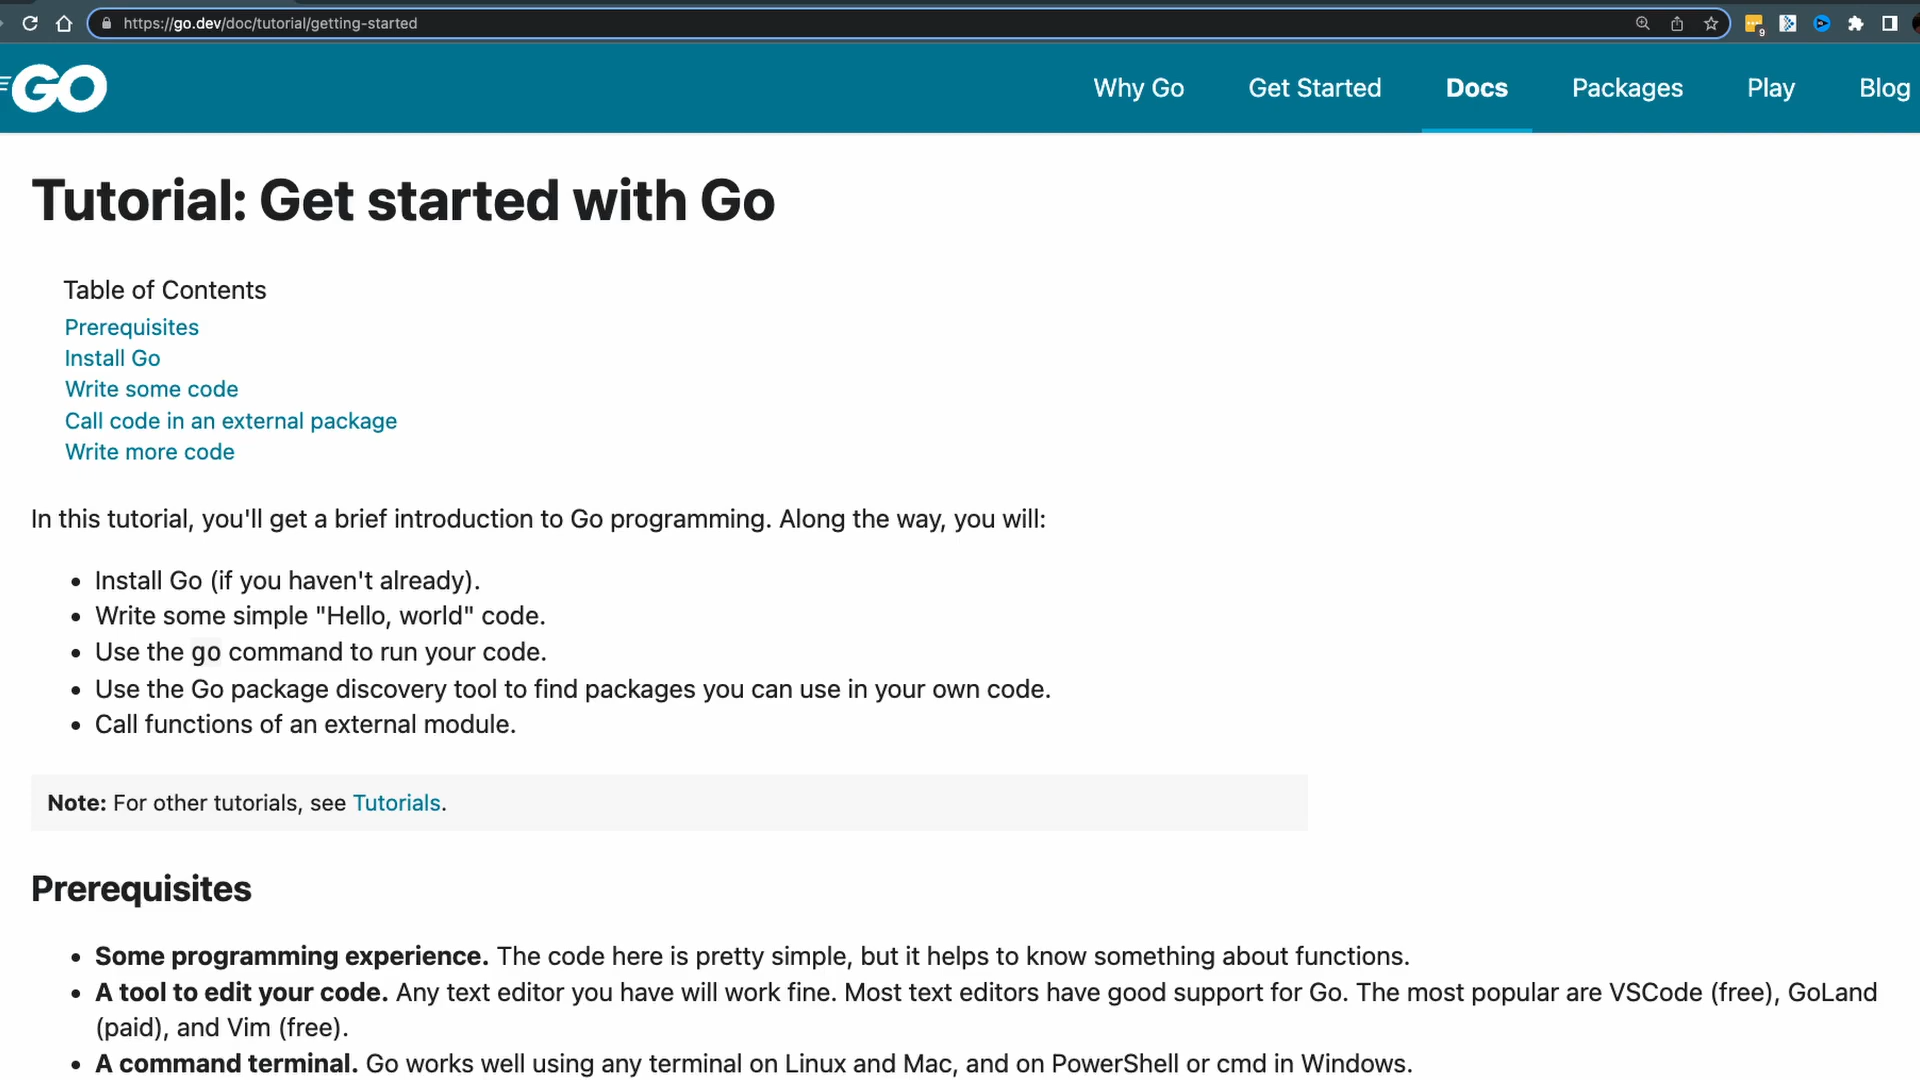 https://go.dev/doc/tutorial/getting-started
9
GO
Why Go
Get Started
Docs
Packages
Play
Blog
Tutorial: Get started with Go
Table of Contents
Prerequisites
Install Go
Write some code
Call code in an external package
Write more code
In this tutorial, you'll get a brief introduction to Go programming. Along the way, you will:
• Install Go (if you haven't already).
• Write some simple "Hello, world" code.
• Use the go command to run your code.
• Use the Go package discovery tool to find packages you can use in your own code.
• Call functions of an external module.
Note: For other tutorials, see Tutorials.
Prerequisites
• Some programming experience. The code here is pretty simple, but it helps to know something about functions.
• A tool to edit your code. Any text editor you have will work fine. Most text editors have good support for Go. The most popular are VSCode (free), GoLand
(paid), and Vim (free).
• A command terminal. Go works well using any terminal on Linux and Mac, and on PowerShell or cmd in Windows.